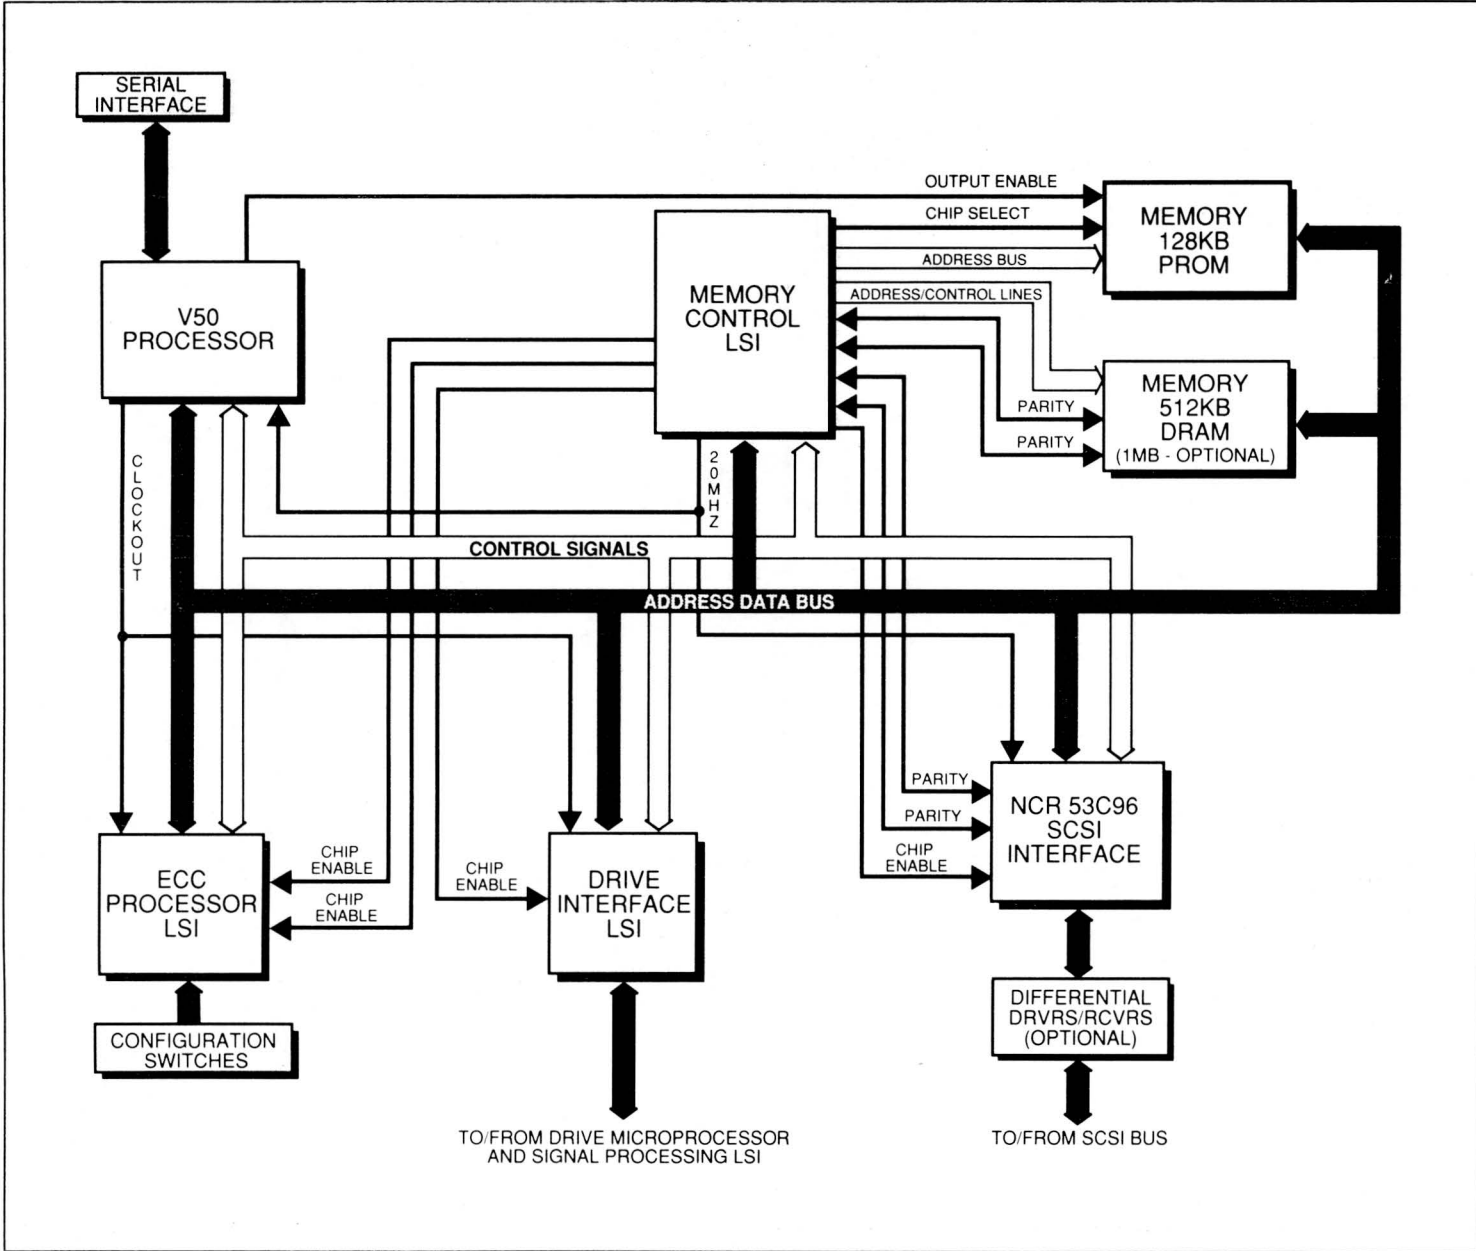 SERIAL
INTERFACE
OUTPUT ENABLE
CHIP SELECT
ADDRESS BUS
ADDRESS/CONTROL LINES
MEMORY
128KB
PROM
V50
PROCESSOR
MEMORY
CONTROL
LSI
MEMORY
512KB
DRAM
(1MB - OPTIONAL)
PARITY
PARITY
CLOCKOUT
20MHZ
CONTROL SIGNALS
ADDRESS DATA BUS
PARITY
PARITY
CHIP
ENABLE
NCR 53C96
SCSI
INTERFACE
CHIP
ENABLE
CHIP
ENABLE
ECC
PROCESSOR
LSI
CHIP
ENABLE
DRIVE
INTERFACE
LSI
CONFIGURATION
SWITCHES
DIFFERENTIAL
DRVRS/RCVRS
(OPTIONAL)
TO/FROM DRIVE MICROPROCESSOR
AND SIGNAL PROCESSING LSI
TO/FROM SCSI BUS